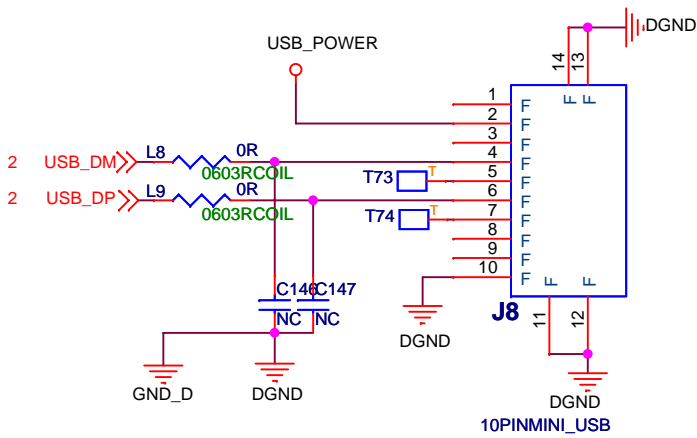 DGND
USB_POWER
14
13
F
F
1
F
2
F
3
F
2
USB_DM
L8
0R
4
F
0603RCOIL
T73
T
5
F
2
USB_DP
L9
0R
6
F
0603RCOIL
T74
T
7
F
8
F
9
F
10
F
F
F
C146
C147
NC
NC
J8
11
12
DGND
GND_D
DGND
DGND
10PINMINI_USB